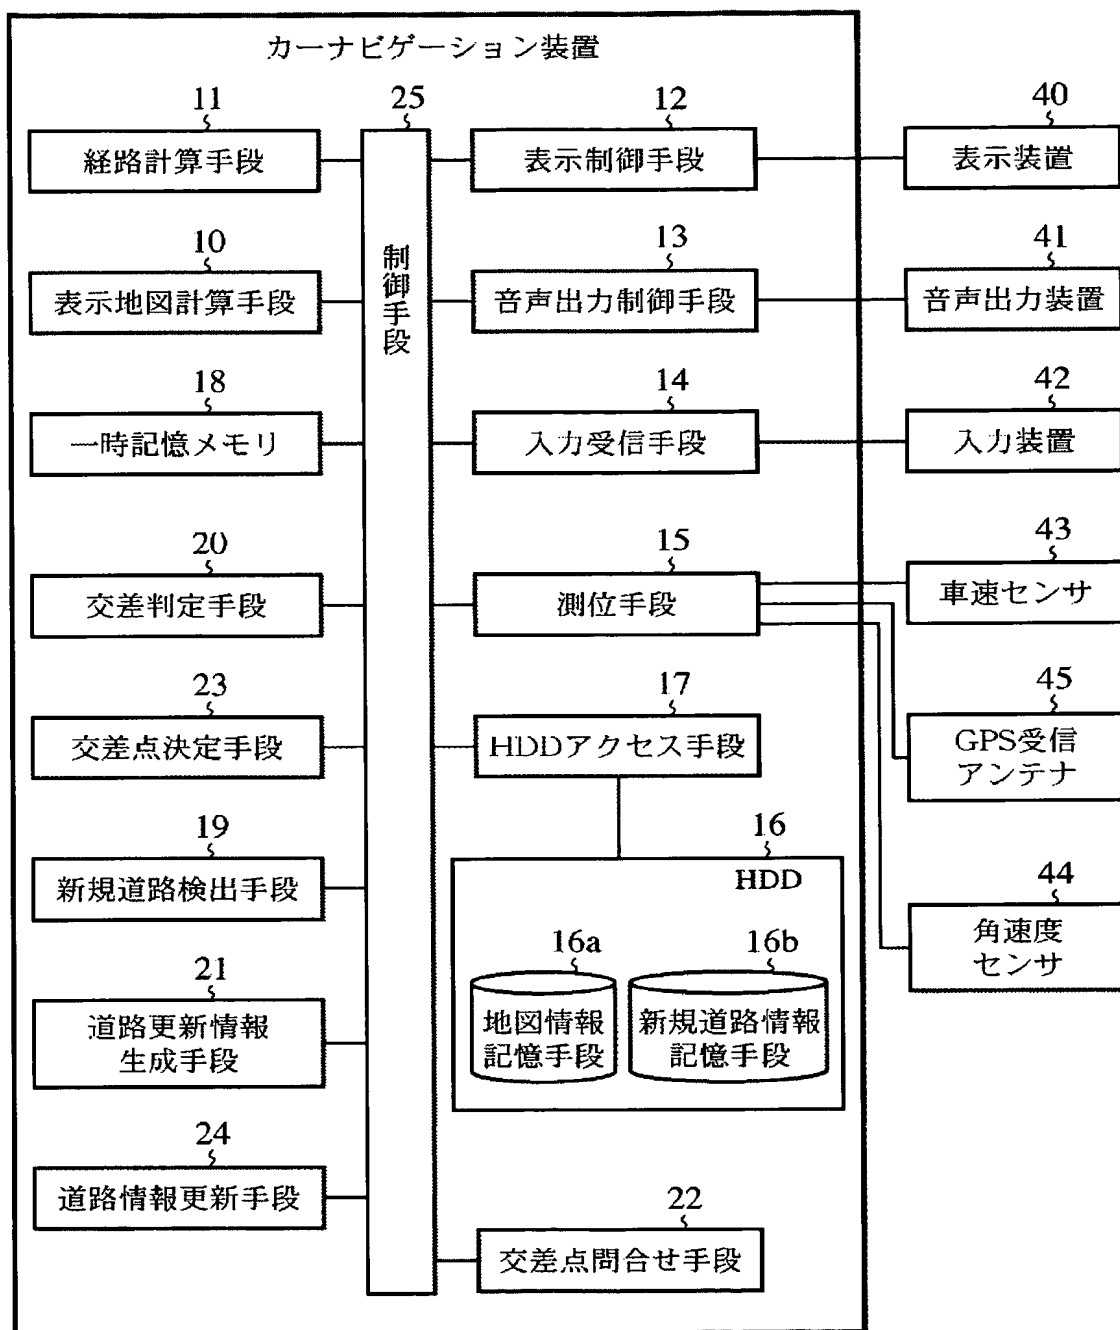 カーナビゲーション装置
11
経路計算手段
25
制御手段
12
表示制御手段
40
表示装置
10
表示地図計算手段
13
音声出力制御手段
41
音声出力装置
18
一時記憶メモリ
14
入力受信手段
42
入力装置
20
交差判定手段
15
測位手段
43
車速センサ
23
交差点決定手段
17
HDDアクセス手段
45
GPS受信
アンテナ
19
新規道路検出手段
16
HDD
44
角速度
センサ
16a
地図情報
記憶手段
16b
新規道路情報
記憶手段
21
道路更新情報
生成手段
24
道路情報更新手段
22
交差点問合せ手段